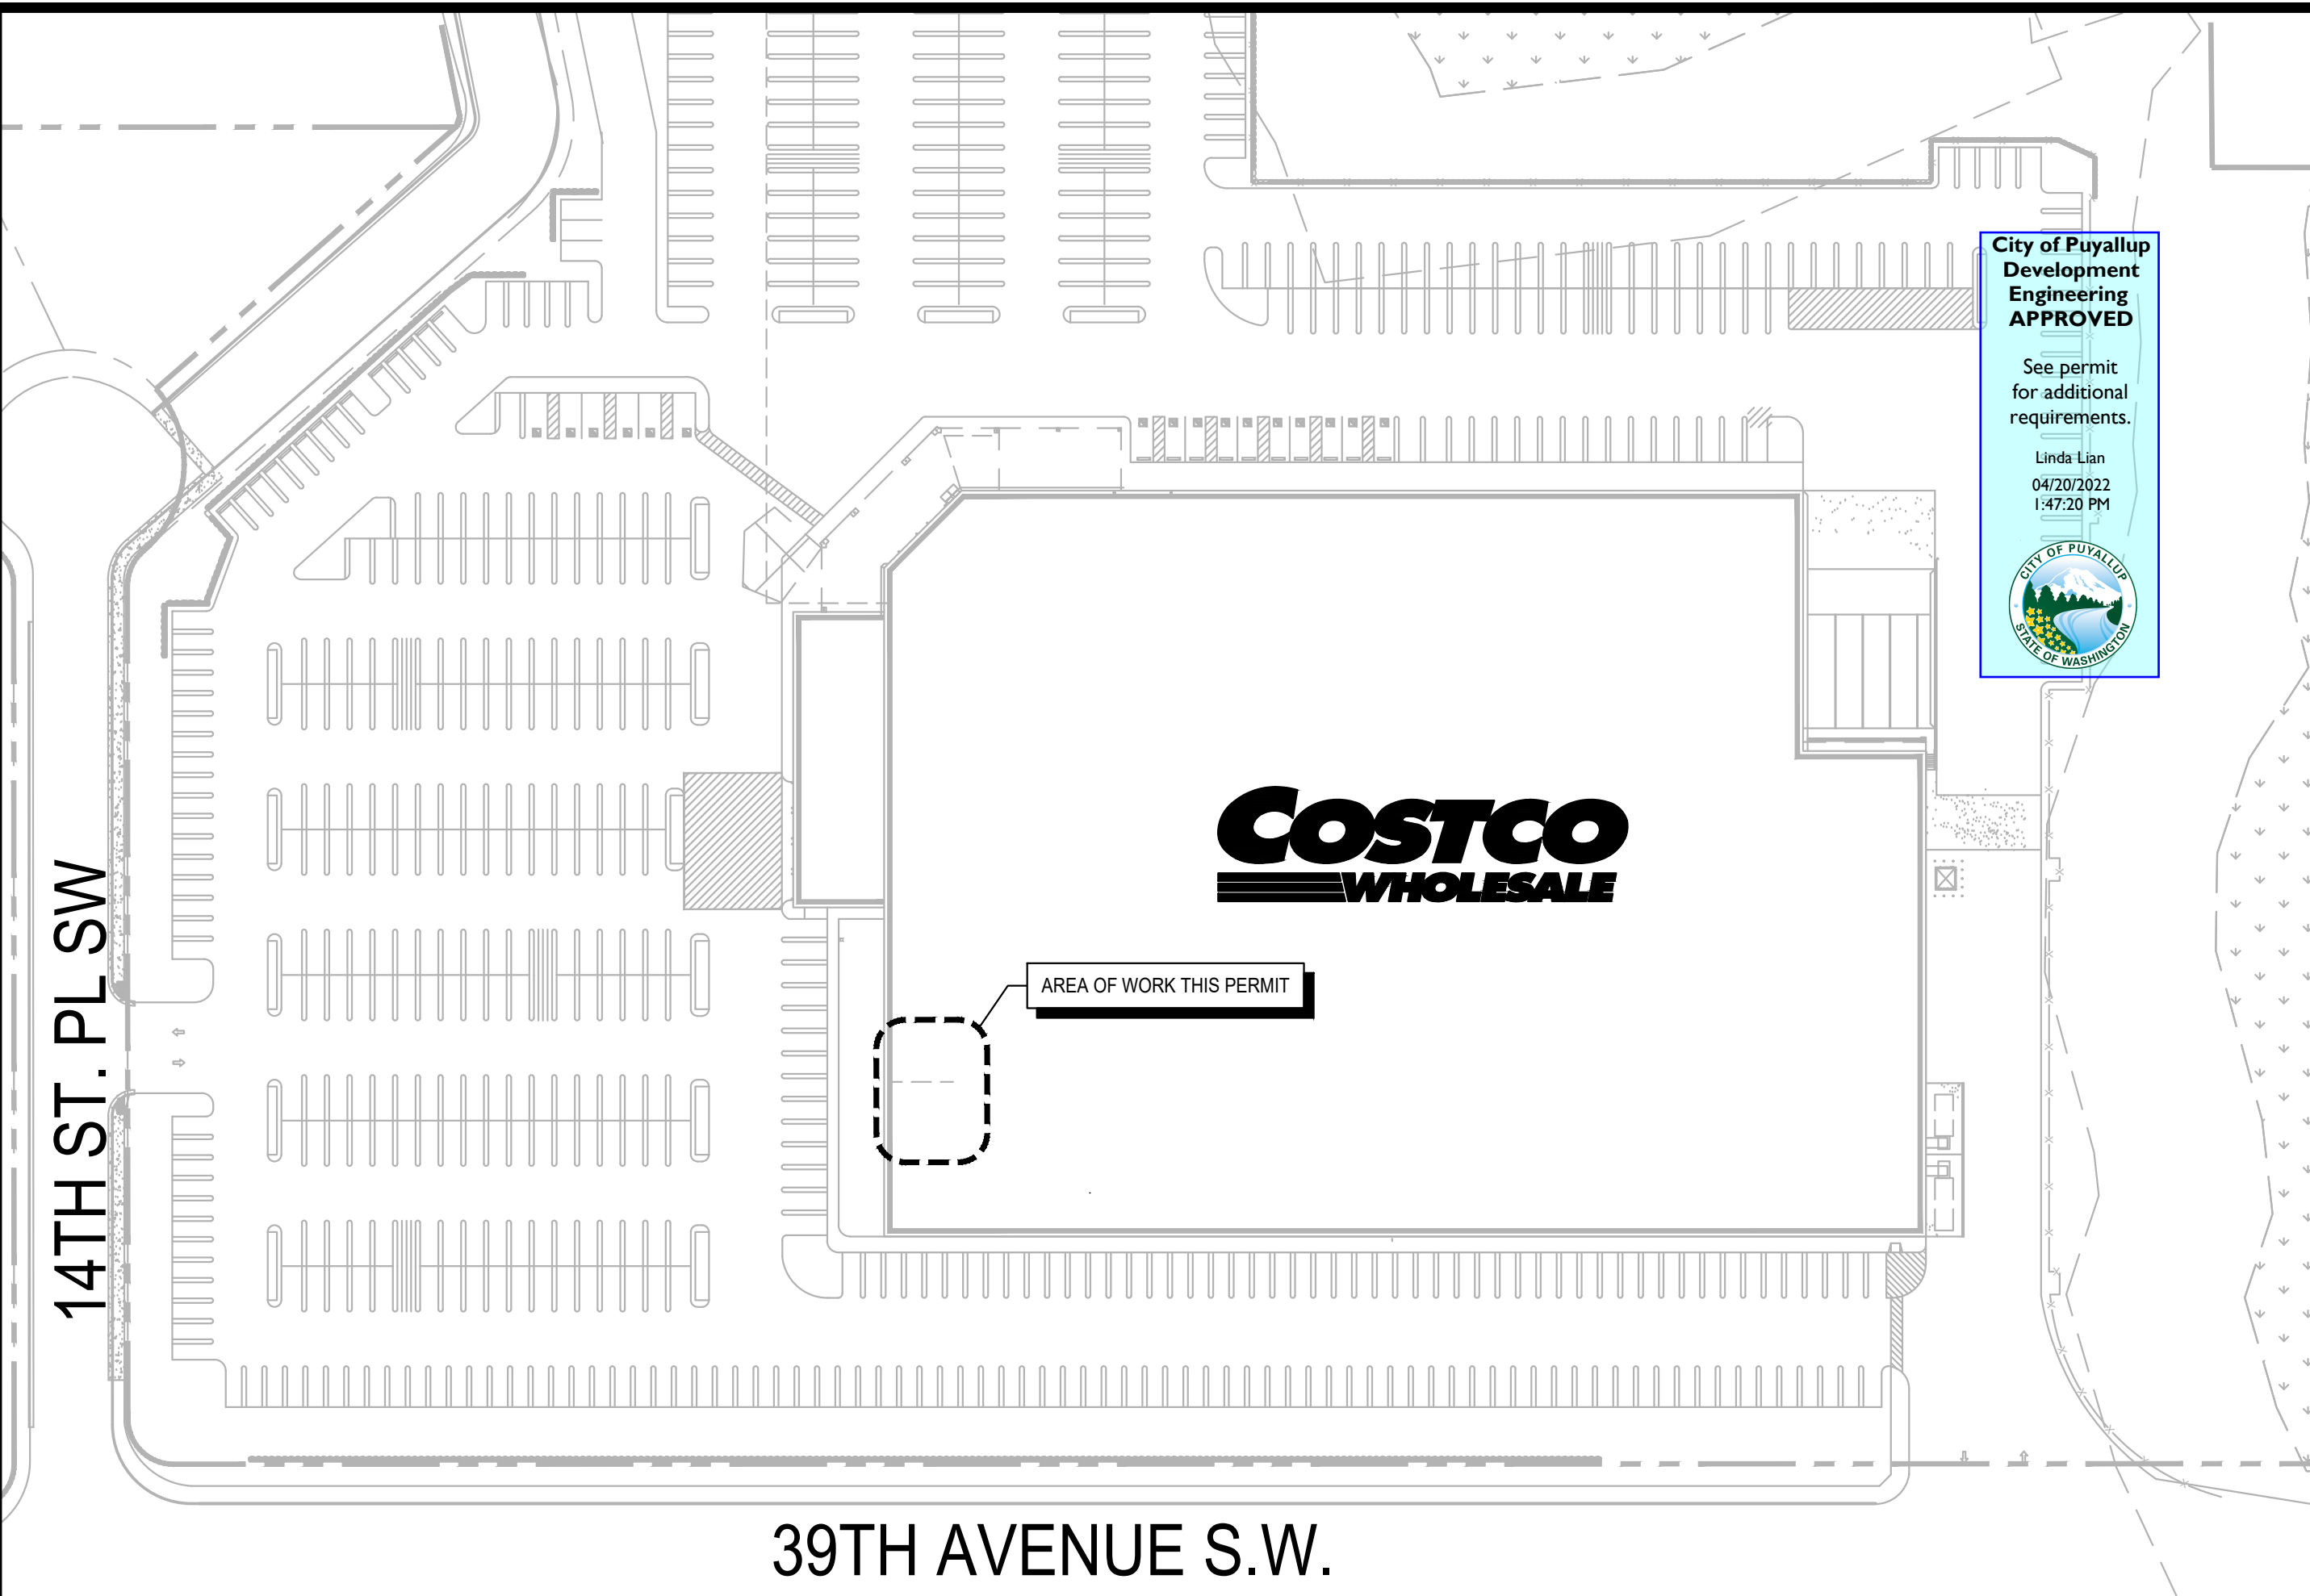 City of Puyallup
Development
Engineering
APPROVED
See permit
for additional
requirements.
Linda Lian
04/20/2022
1:47:20 PM
CITY OF PUYALLUP
STATE OF WASHINGTON
COSTCO
WHOLESALE
AREA OF WORK THIS PERMIT
14TH ST. PL SW
39TH AVENUE S.W.